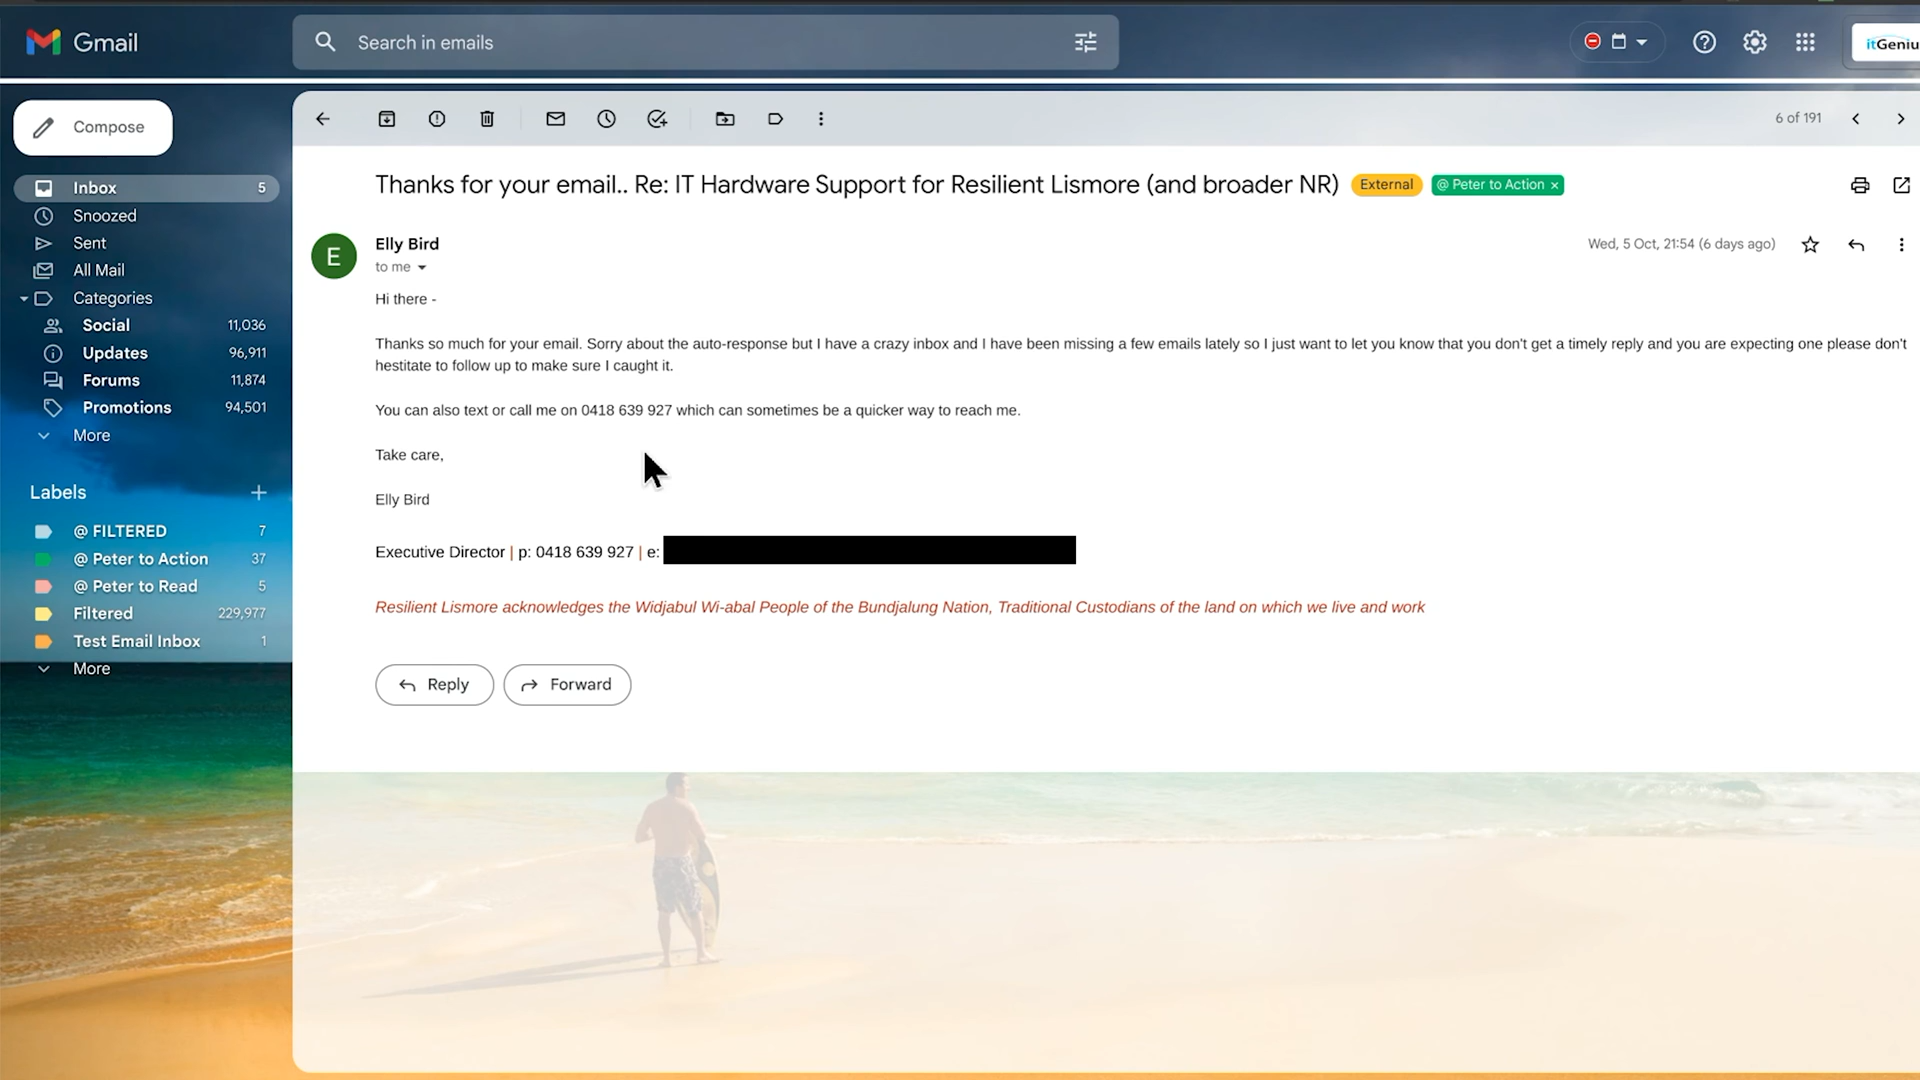 Gmail
Search in emails
itGeniu
Compose
6 of 191
Inbox 5
Snoozed
Sent
All Mail
Categories
Social 11,036
Updates 96,911
Forums 11,874
Promotions 94,501
More
Labels
@ FILTERED 7
@ Peter to Action 37
@ Peter to Read 5
Filtered 229,977
Test Email Inbox 1
More
Thanks for your email.. Re: IT Hardware Support for Resilient Lismore (and broader NR) External @ Peter to Action ×
E
Elly Bird
Wed, 5 Oct, 21:54 (6 days ago)
to me
Hi there -
Thanks so much for your email. Sorry about the auto-response but I have a crazy inbox and I have been missing a few emails lately so I just want to let you know that you don't get a timely reply and you are expecting one please don't
hestitate to follow up to make sure I caught it.
You can also text or call me on 0418 639 927 which can sometimes be a quicker way to reach me.
Take care,
Elly Bird
Executive Director | p: 0418 639 927 | e:
Resilient Lismore acknowledges the Widjabul Wi-abal People of the Bundjalung Nation, Traditional Custodians of the land on which we live and work
Reply
Forward